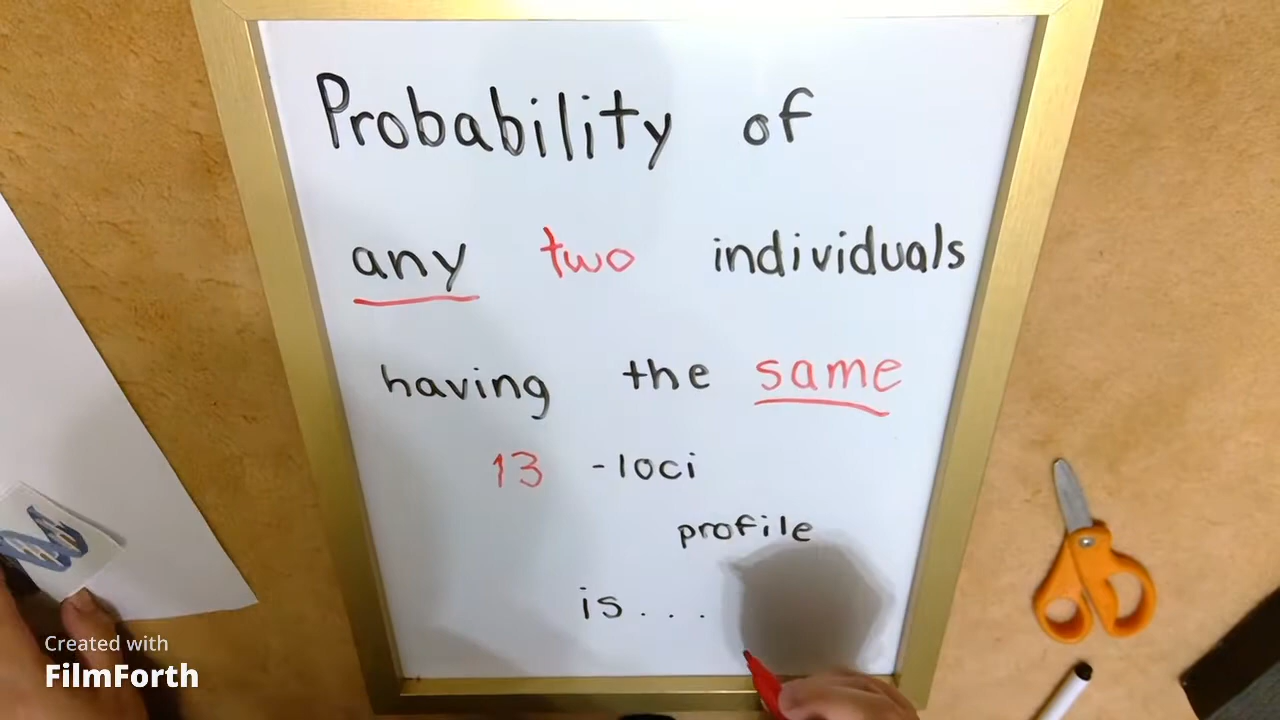 Probability of
any two individuals
having the same
13 -loci
profile
is...
Created with
FilmForth